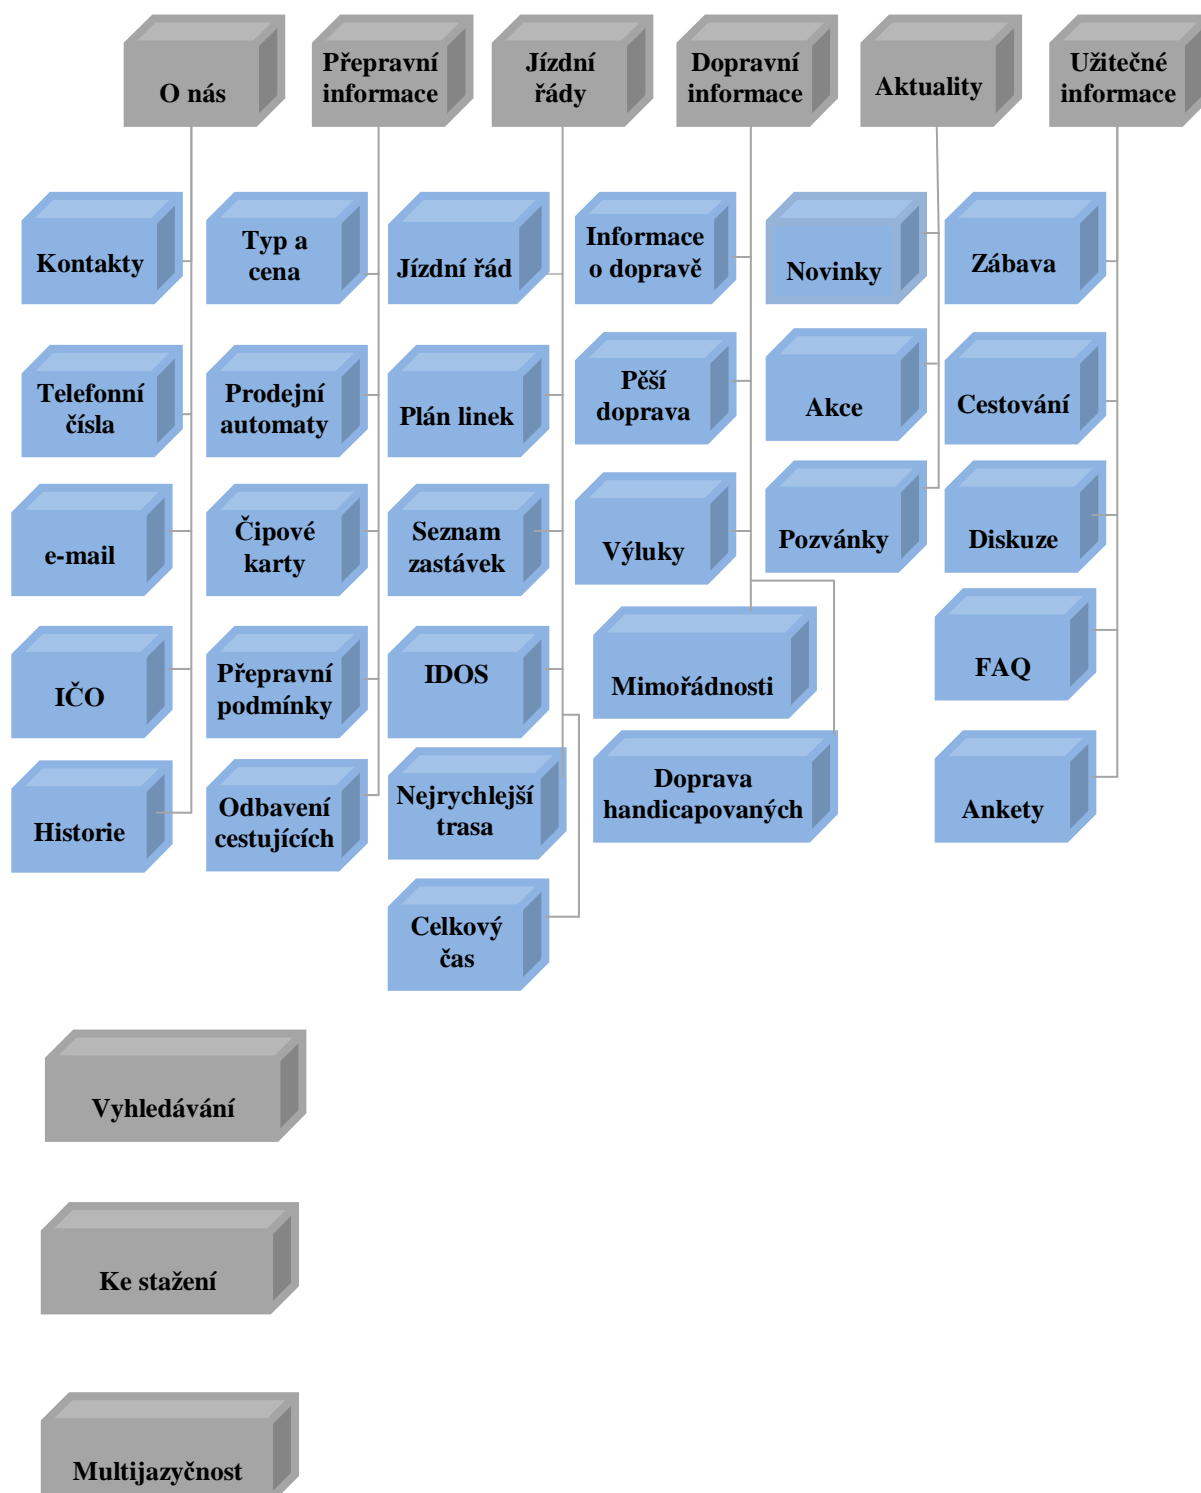 O nás
Přepravní
informace
Jízdní
řády
Dopravní
informace
Aktuality
Užitečné
informace
Kontakty
Typ a
cena
Jízdní řád
Informace
o dopravě
Novinky
Zábava
Telefonní
čísla
Prodejní
automaty
Plán linek
Pěší
doprava
Akce
Cestování
e-mail
Čipové
karty
Seznam
zastávek
Výluky
Pozvánky
Diskuze
IČO
Přepravní
podmínky
IDOS
Mimořádnosti
FAQ
Historie
Odbavení
cestujících
Nejrychlejší
trasa
Doprava
handicapovaných
Ankety
Celkový
čas
Vyhledávání
Ke stažení
Multijazyčnost